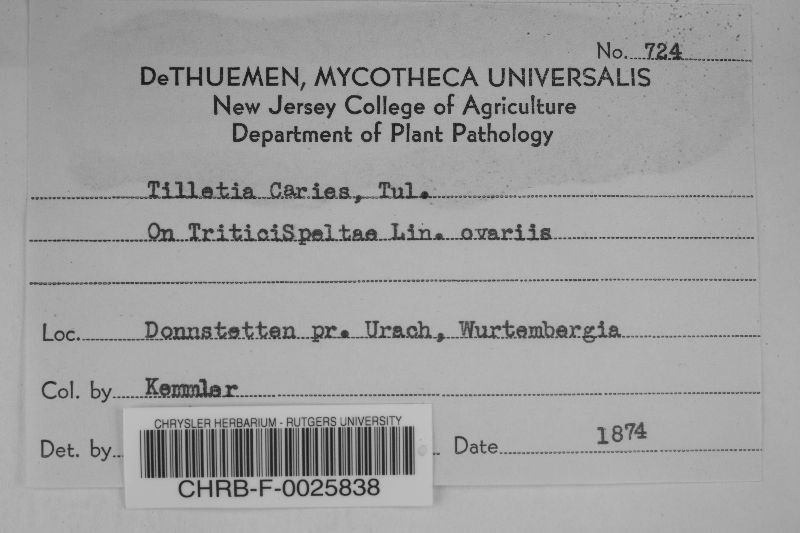 No. 724
DeTHUEMEN, MYCOTHECA UNIVERSALIS
New Jersey College of Agriculture
Department of Plant Pathology
Tilletia Caries, Tul.
On TriticiSpeltae Lin. ovariis
Loc. Donnstetten pr. Urach, Wurtembergia
Col. by Kemmler
Det. by
Date 1874
CHRYSLER HERBARIUM - RUTGERS UNIVERSITY
CHRB-F-0025838